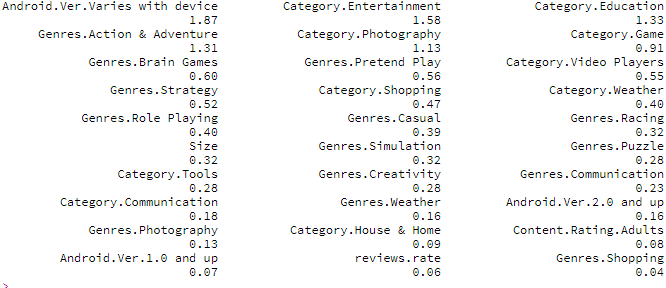 Android.Ver.Varies with device Category.Entertainment Category.Education
1.87 1.58 1.33
Genres.Action & Adventure Category.Photography Category.Game
1.31 1.13 0.91
Genres.Brain Games Genres.Pretend Play Category.Video Players
0.60 0.56 0.55
Genres.Strategy Category.Shopping Category.Weather
0.52 0.47 0.40
Genres.Role Playing Genres.Casual Genres.Racing
0.40 0.39 0.32
Size Genres.Simulation Genres.Puzzle
0.32 0.32 0.28
Category.Tools Genres.Creativity Genres.Communication
0.28 0.28 0.23
Category.Communication Genres.Weather Android.Ver.2.0 and up
0.18 0.16 0.16
Genres.Photography Category.House & Home Content.Rating.Adults
0.13 0.09 0.08
Android.Ver.1.0 and up reviews.rate Genres.Shopping
0.07 0.06 0.04
>